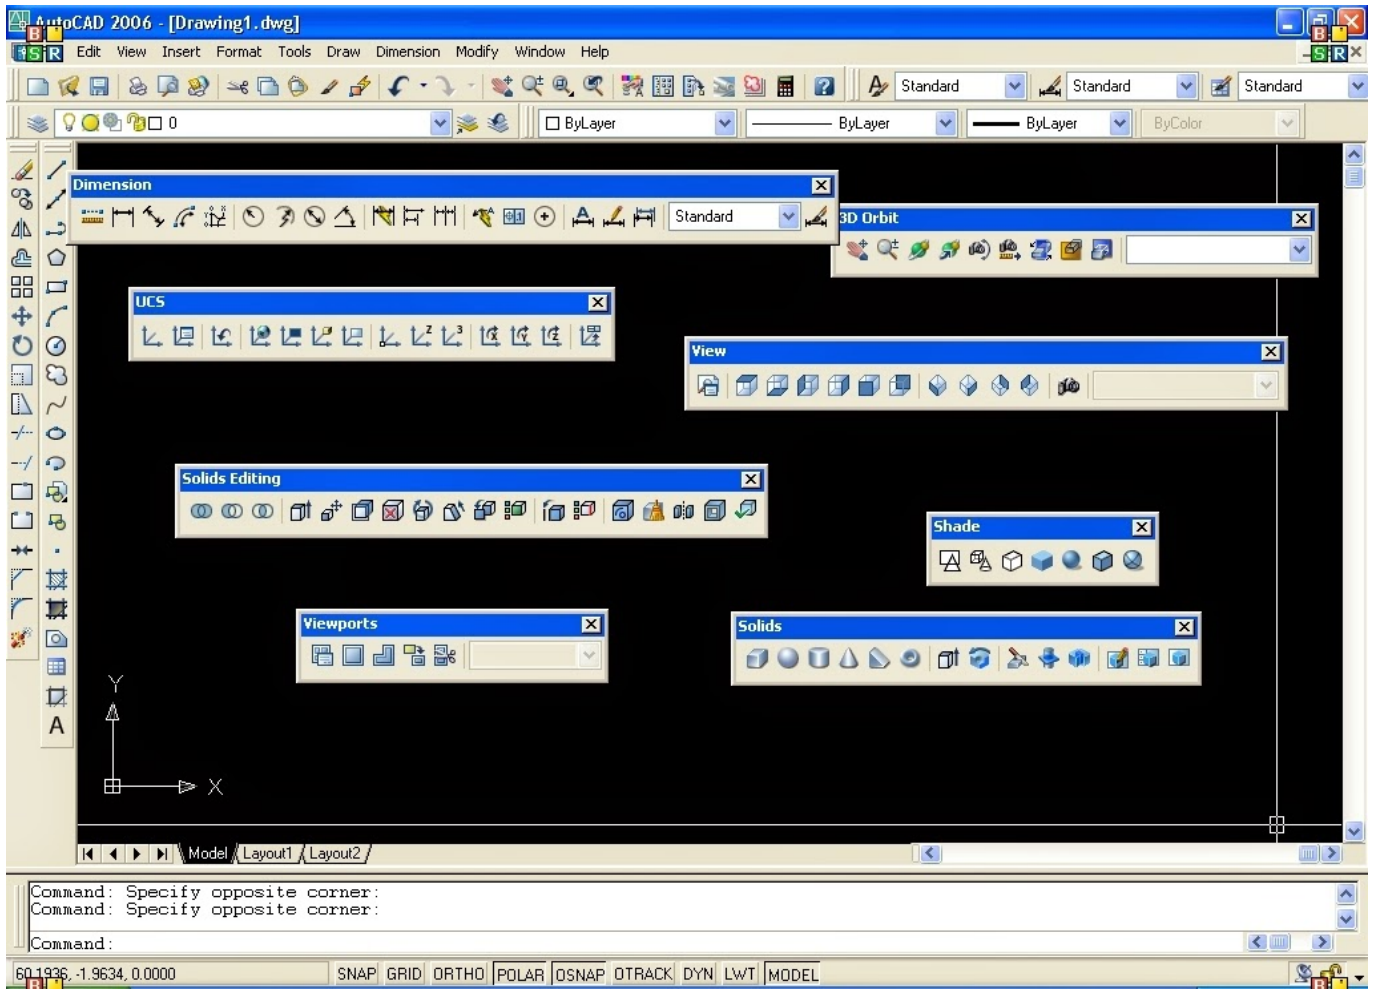 AutoCAD 2006 - [Drawing1.dwg]
Edit View Insert Format Tools Draw Dimension Modify Window Help
Standard Standard Standard
0 ByLayer ByLayer ByLayer ByColor
Dimension
Standard
3D Orbit
UCS
View
Solids Editing
Shade
Viewports
Solids
Y
X
A
Model Layout1 Layout2
Command: Specify opposite corner:
Command: Specify opposite corner:
Command:
60.1936, -1.9634, 0.0000 SNAP GRID ORTHO POLAR OSNAP OTRACK DYN LWT MODEL
B
S R
B
S R
B
B